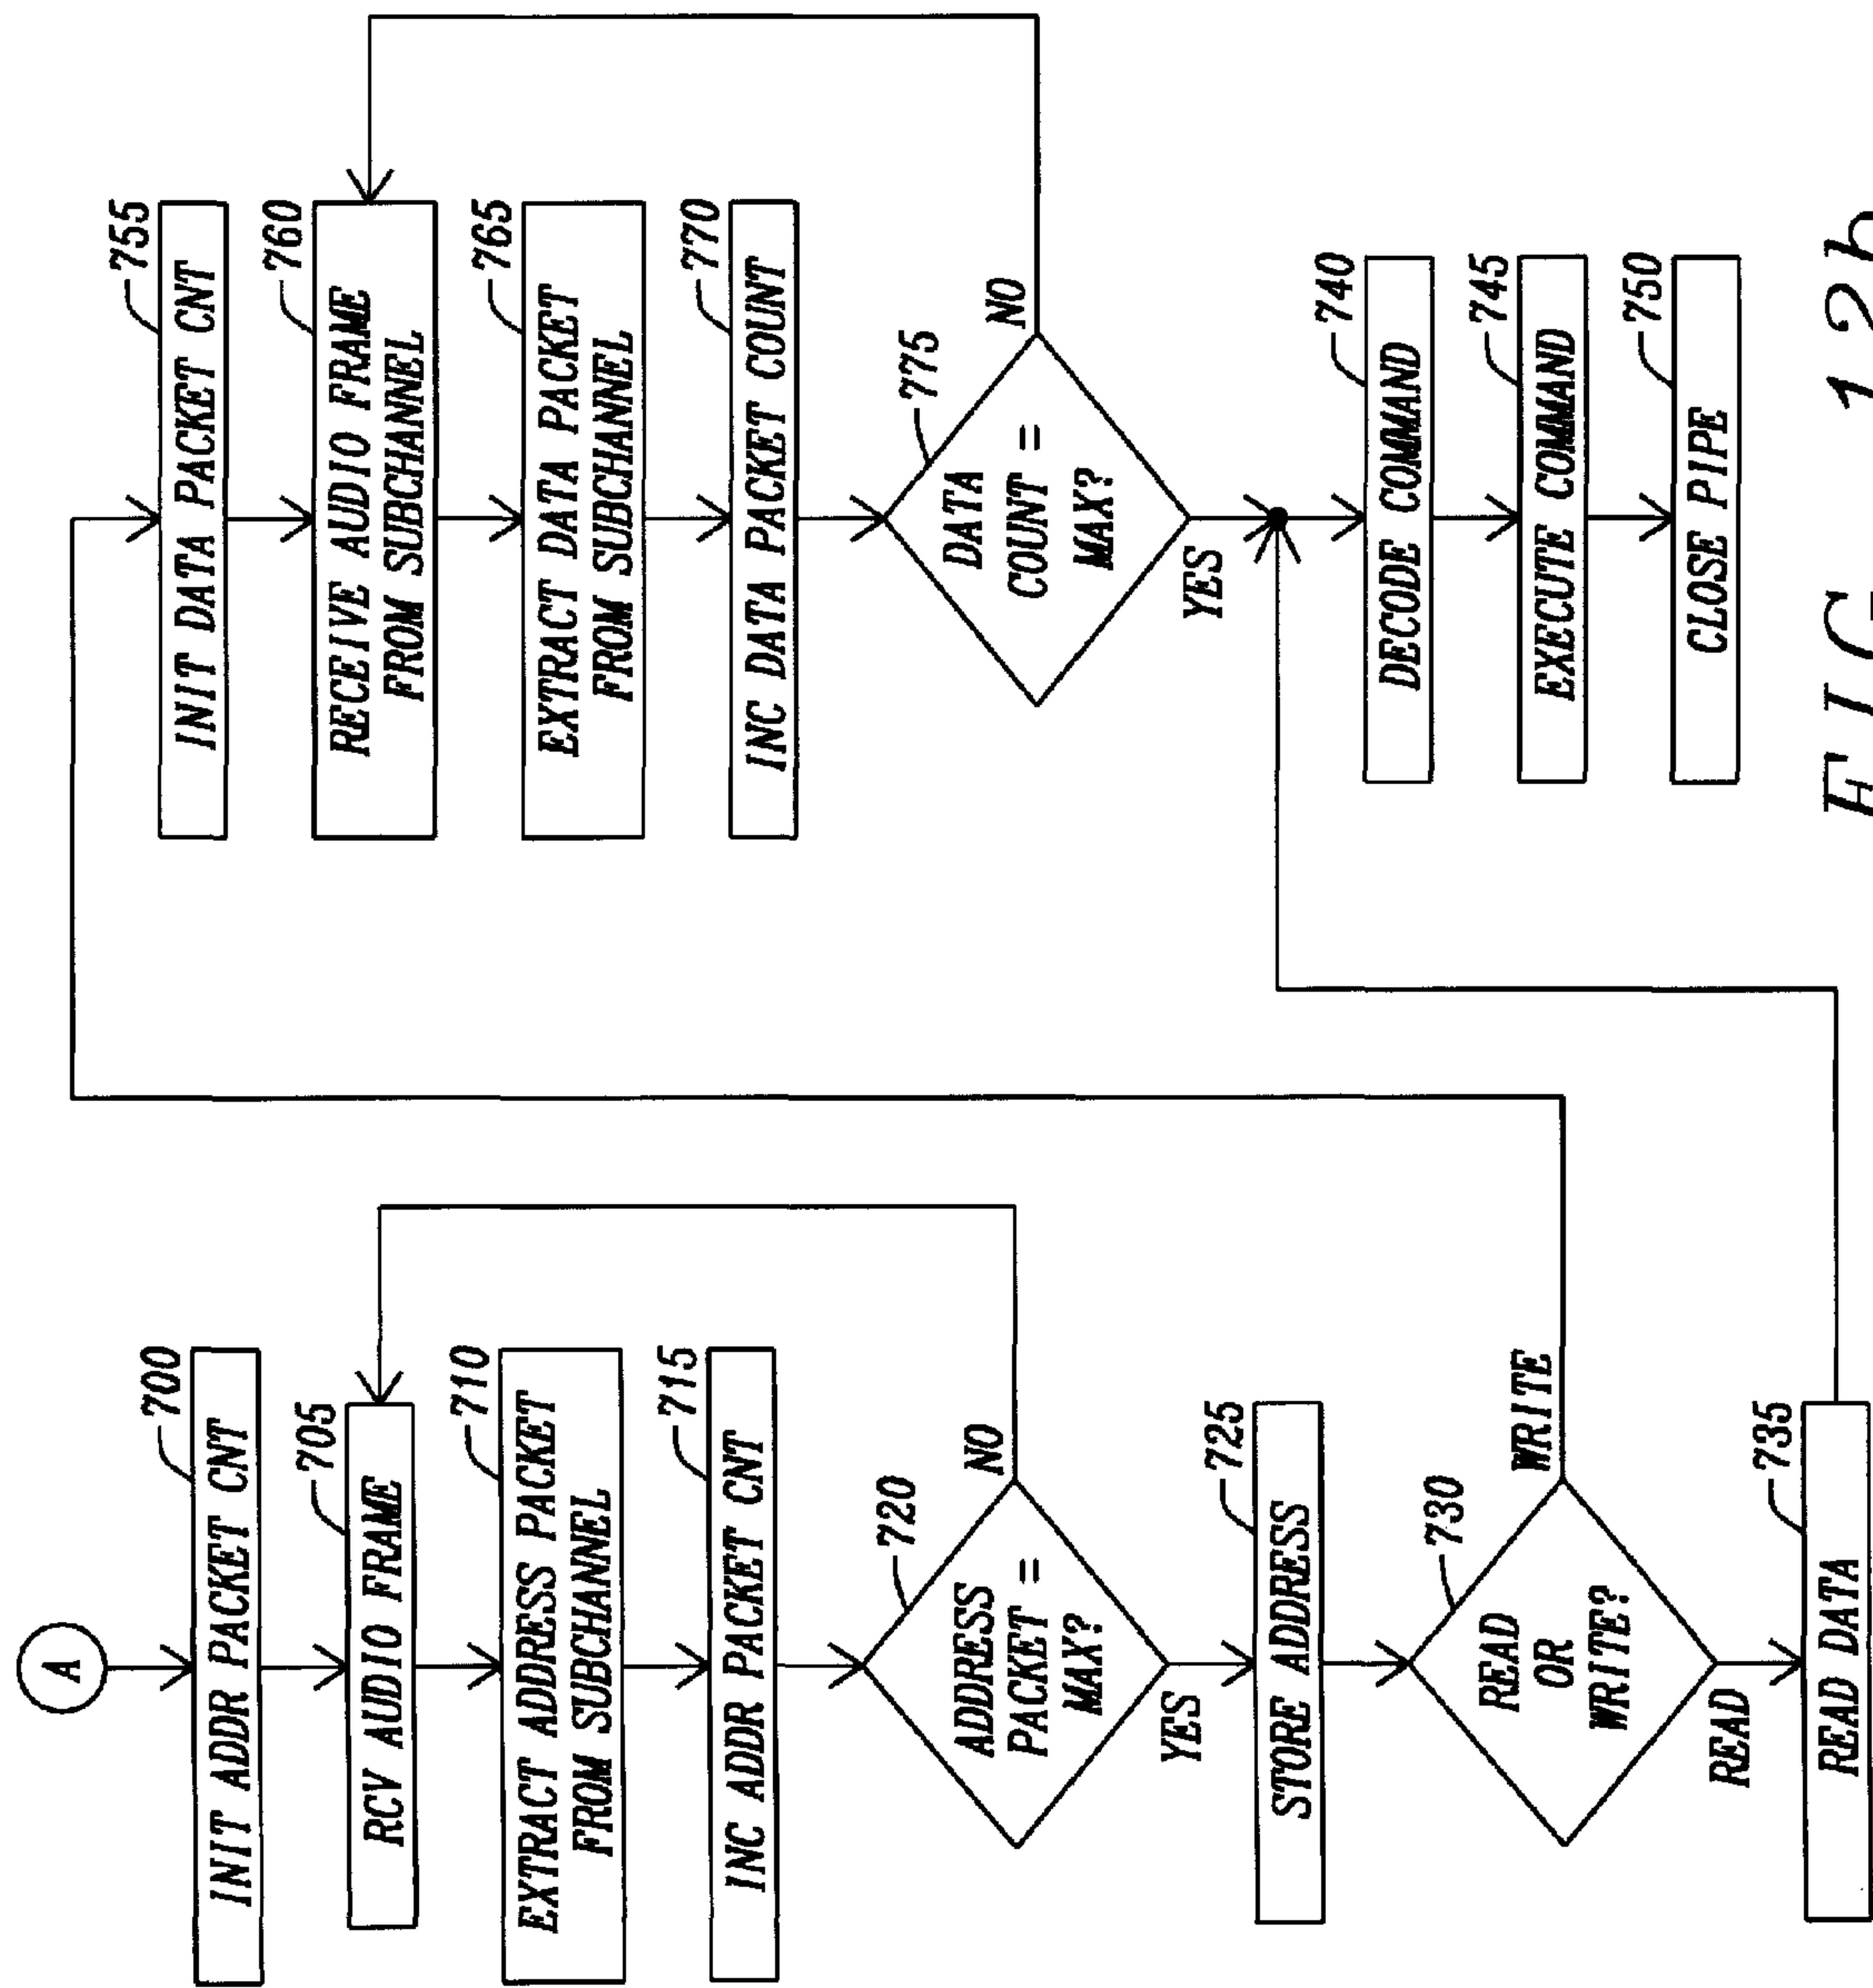 A
700
INIT ADDR PACKET CNT
705
RCV AUDIO FRAME
710
EXTRACT ADDRESS PACKET
FROM SUBCHANNEL
715
INC ADDR PACKET CNT
720
ADDRESS
PACKET =
MAX?
NO
YES
725
STORE ADDRESS
730
READ
OR
WRITE?
WRITE
READ
735
READ DATA
755
INIT DATA PACKET CNT
760
RECEIVE AUDIO FRAME
FROM SUBCHANNEL
765
EXTRACT DATA PACKET
FROM SUBCHANNEL
770
INC DATA PACKET COUNT
775
DATA
COUNT =
MAX?
NO
YES
740
DECODE COMMAND
745
EXECUTE COMMAND
750
CLOSE PIPE
FIG. 12b